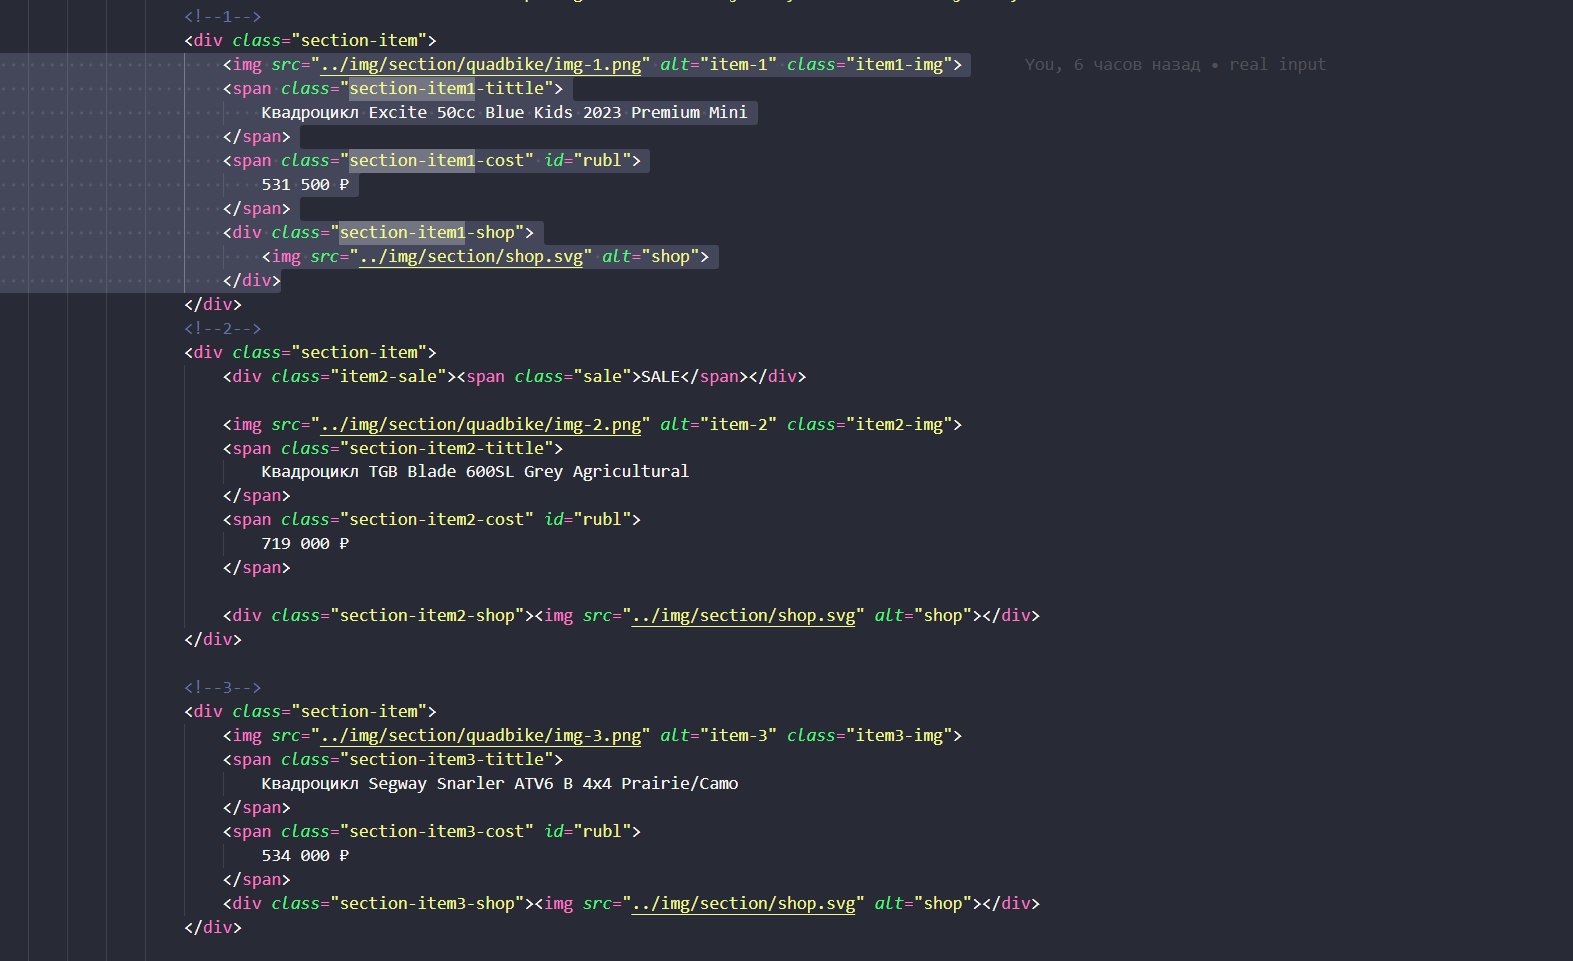 <!--1-->
<div class="section-item">
<img src="../img/section/quadbike/img-1.png" alt="item-1" class="item1-img">
You, 6 часов назад • real input
<span class="section-item1-tittle">
Квадроцикл Excite 50cc Blue Kids 2023 Premium Mini
</span>
<span class="section-item1-cost" id="rubl">
531 500 ₽
</span>
<div class="section-item1-shop">
<img src="../img/section/shop.svg" alt="shop">
</div>
</div>
<!--2-->
<div class="section-item">
<div class="item2-sale"><span class="sale">SALE</span></div>
<img src="../img/section/quadbike/img-2.png" alt="item-2" class="item2-img">
<span class="section-item2-tittle">
Квадроцикл TGB Blade 600SL Grey Agricultural
</span>
<span class="section-item2-cost" id="rubl">
719 000 ₽
</span>
<div class="section-item2-shop"><img src="../img/section/shop.svg" alt="shop"></div>
</div>
<!--3-->
<div class="section-item">
<img src="../img/section/quadbike/img-3.png" alt="item-3" class="item3-img">
<span class="section-item3-tittle">
Квадроцикл Segway Snarler ATV6 B 4x4 Prairie/Camo
</span>
<span class="section-item3-cost" id="rubl">
534 000 ₽
</span>
<div class="section-item3-shop"><img src="../img/section/shop.svg" alt="shop"></div>
</div>